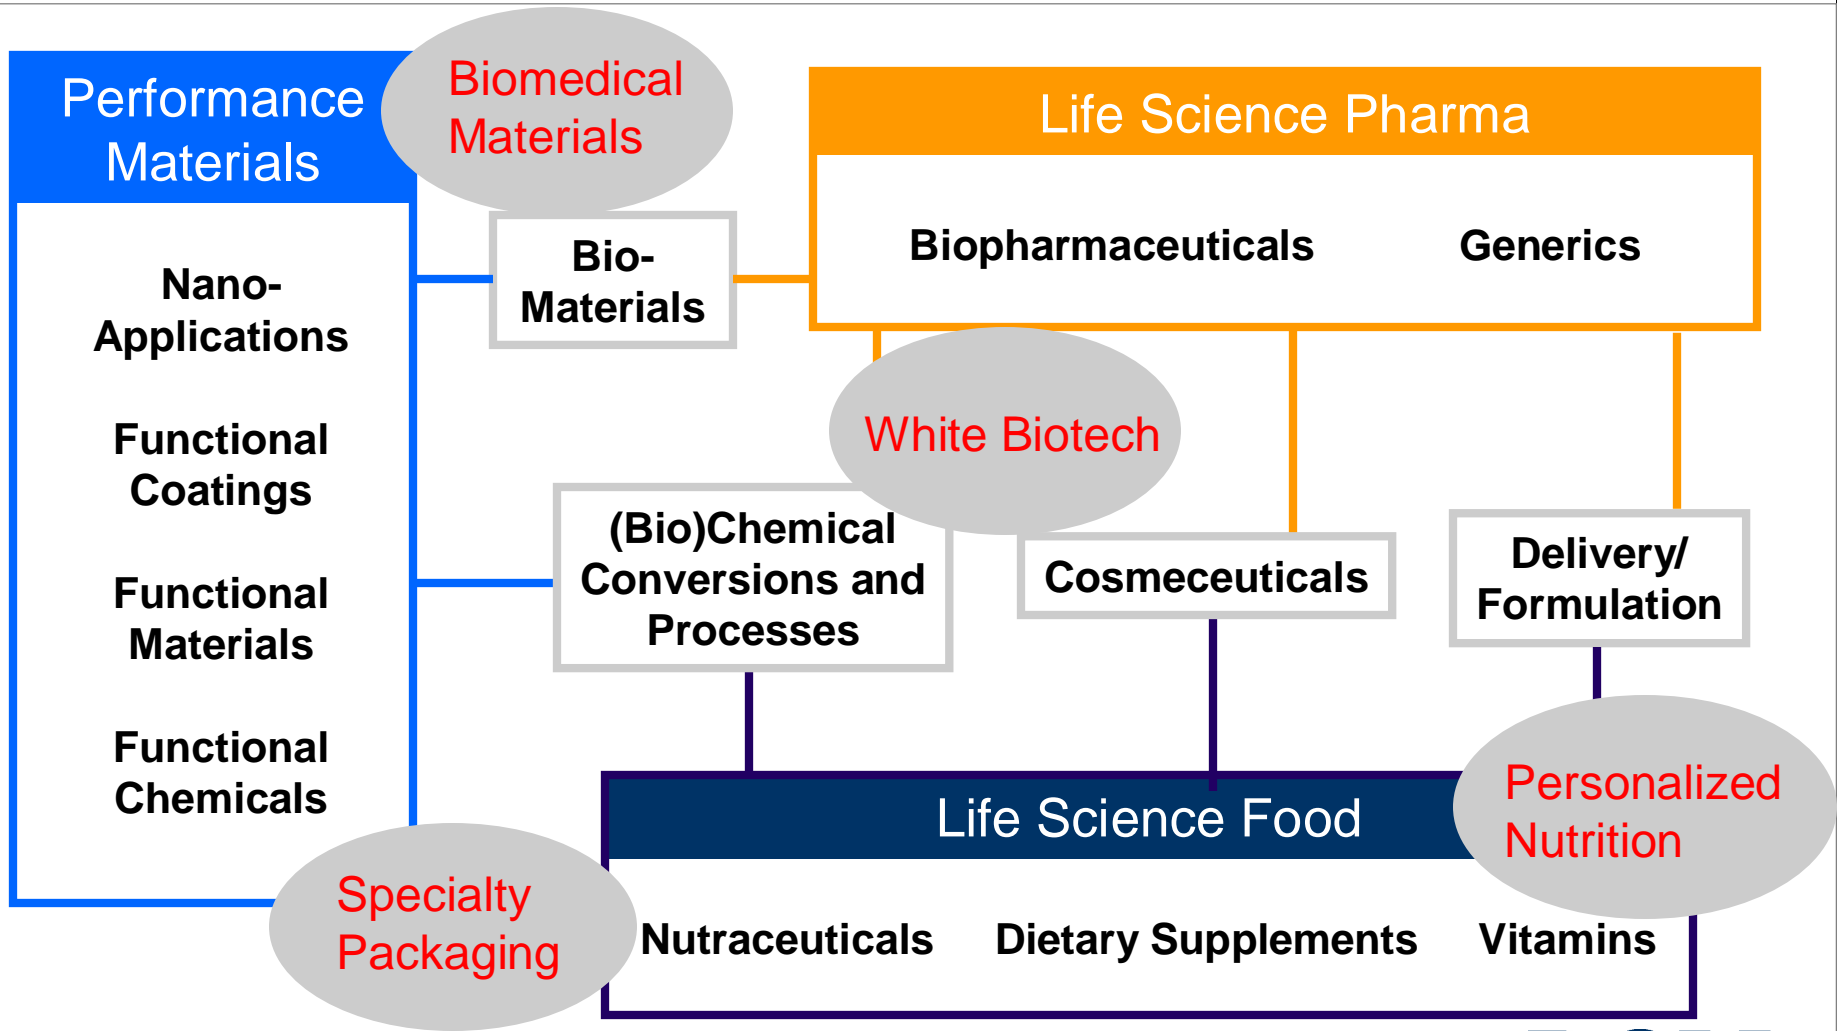 Performance
Materials
Biomedical
Materials
Life Science Pharma
Nano-
Applications
Functional
Coatings
Functional
Materials
Functional
Chemicals
Bio-
Materials
Biopharmaceuticals
Generics
White Biotech
(Bio)Chemical
Conversions and
Processes
Cosmeceuticals
Delivery/
Formulation
Life Science Food
Personalized
Nutrition
Specialty
Packaging
Nutraceuticals
Dietary Supplements
Vitamins